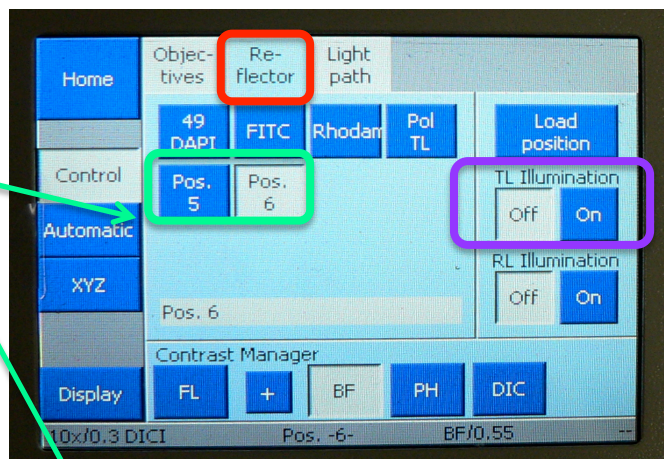 Home
Objec-
tives
Re-
flector
Light
path
49
DAPI
FITC
Rhodam
Pol
TL
Load
position
Control
Pos.
5
Pos.
6
TL Illumination
Off
On
Automatic
RL Illumination
XYZ
Off
On
Pos. 6
Contrast Manager
Display
FL
+
BF
PH
DIC
10x/0.3 DICI
Pos. -6-
BF/0.55
--